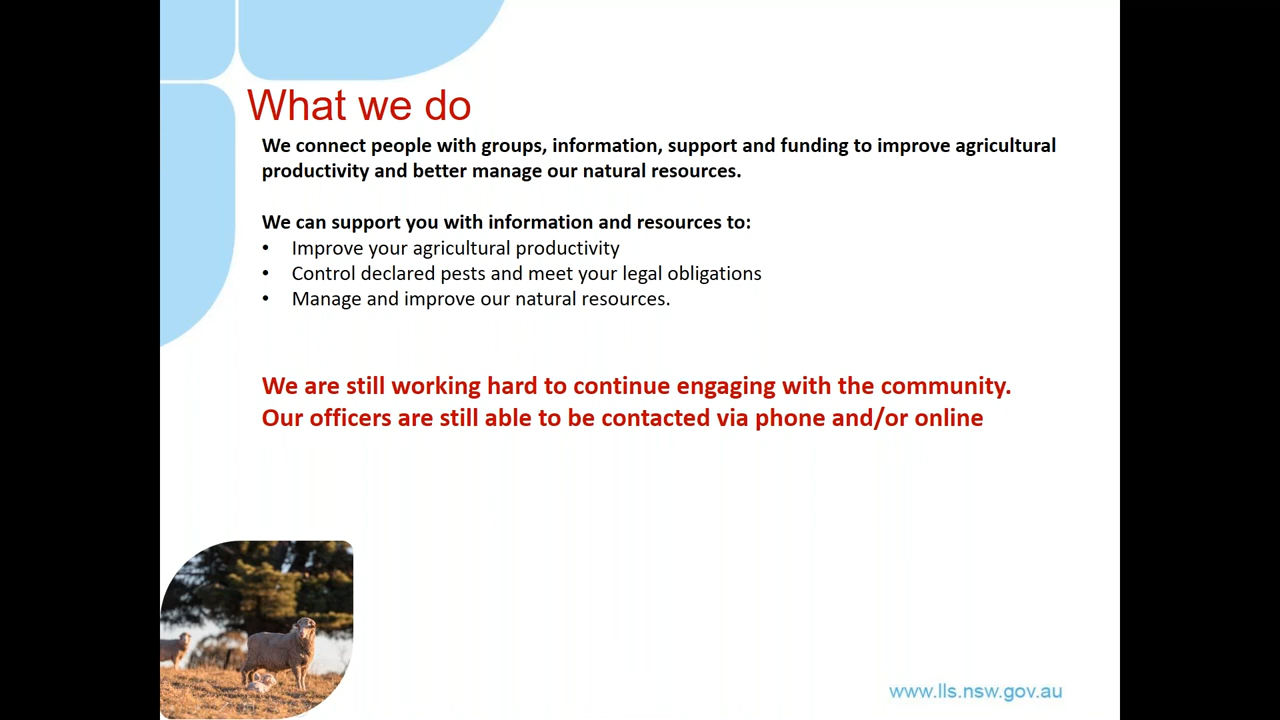 What we do
We connect people with groups, information, support and funding to improve agricultural
productivity and better manage our natural resources.
We can support you with information and resources to:
• Improve your agricultural productivity
• Control declared pests and meet your legal obligations
• Manage and improve our natural resources.
We are still working hard to continue engaging with the community.
Our officers are still able to be contacted via phone and/or online
www.lls.nsw.gov.au